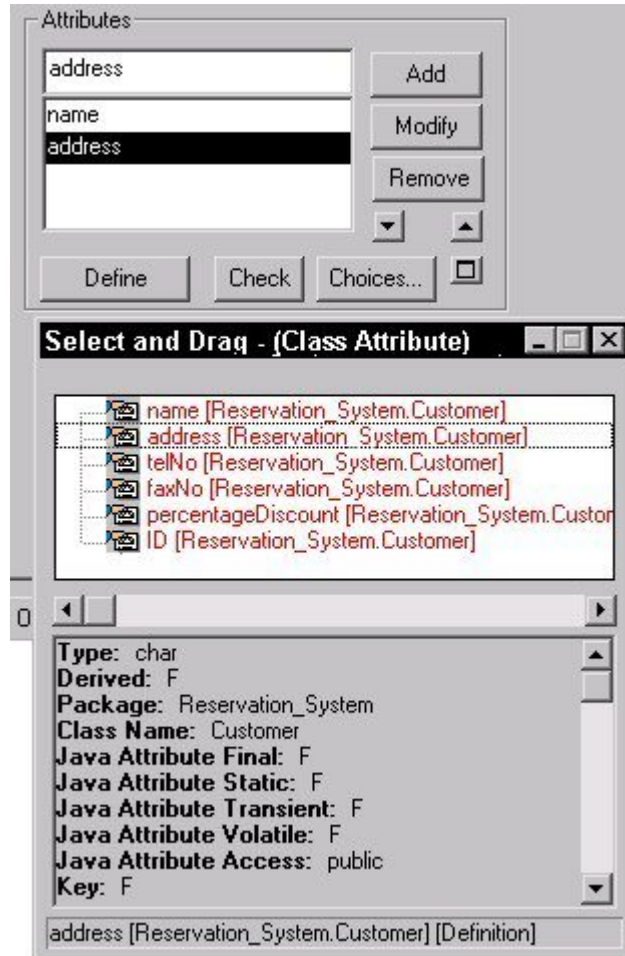 Attributes
address
Add
name
Modify
address
Remove
Define
Check
Choices...
Select and Drag - (Class Attribute)
name [Reservation_System.Customer]
address [Reservation_System.Customer]
telNo [Reservation_System.Customer]
faxNo [Reservation_System.Customer]
percentageDiscount [Reservation_System.Custor
ID [Reservation_System.Customer]
0
Type: char
Derived: F
Package: Reservation_System
Class Name: Customer
Java Attribute Final: F
Java Attribute Static: F
Java Attribute Transient: F
Java Attribute Volatile: F
Java Attribute Access: public
Key: F
address [Reservation_System.Customer] [Definition]